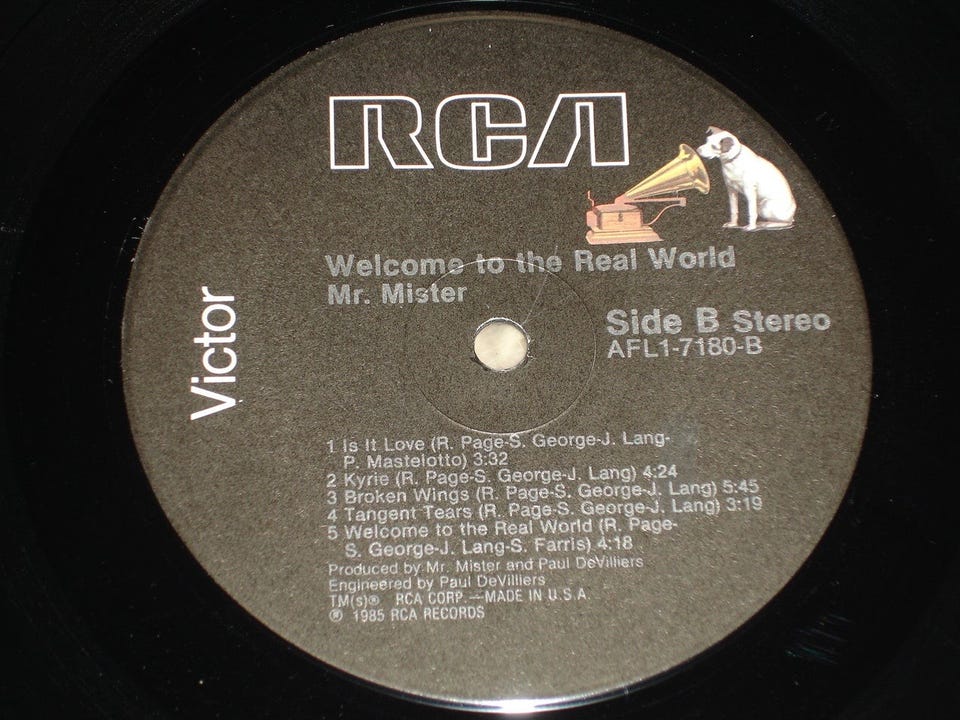 RCA
Victor
Welcome to the Real World
Mr. Mister
Side B Stereo
AFL1-7180-B
1 Is It Love (R. Page-S. George-J. Lang-
P. Mastelotto) 3:32
2 Kyrie (R. Page-S. George-J. Lang) 4:24
3 Broken Wings (R. Page-S. George-J. Lang) 5:45
4 Tangent Tears (R. Page-S. George-J. Lang) 3:19
5 Welcome to the Real World (R. Page-
S. George-J. Lang-S. Farris) 4:18
Produced by Mr. Mister and Paul DeVilliers
Engineered by Paul DeVilliers
TM(s)® RCA CORP.—MADE IN U.S.A.
℗ 1985 RCA RECORDS